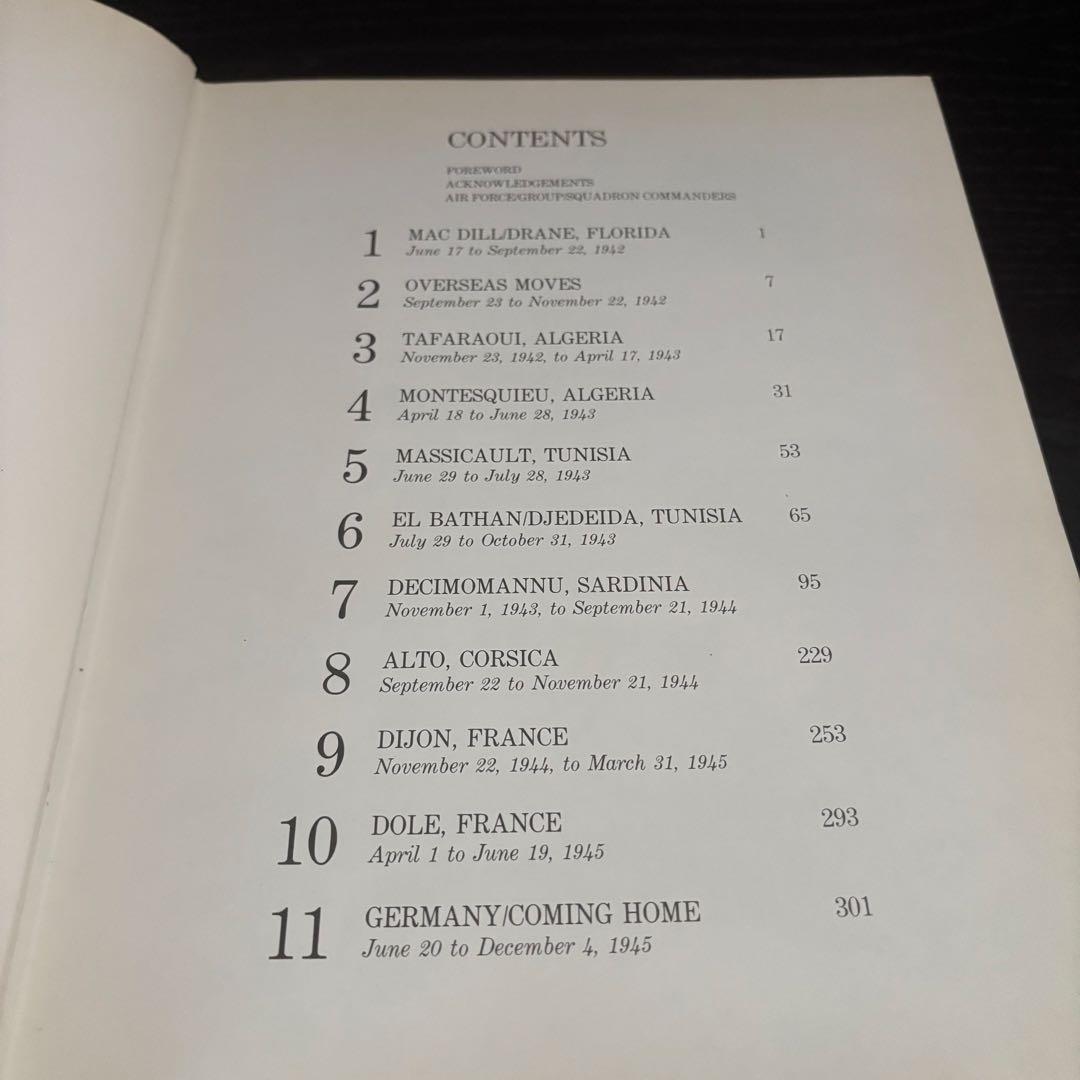 CONTENTS
FOREWORD
ACKNOWLEDGEMENTS
AIR FORCE/GROUP/SQUADRON COMMANDERS
1 MAC DILL/DRANE, FLORIDA 1
June 17 to September 22, 1942
2 OVERSEAS MOVES 7
September 23 to November 22, 1942
3 TAFARAOUI, ALGERIA 17
November 23, 1942, to April 17, 1943
4 MONTESQUIEU, ALGERIA 31
April 18 to June 28, 1943
5 MASSICAULT, TUNISIA 53
June 29 to July 28, 1943
6 EL BATHAN/DJEDEIDA, TUNISIA 65
July 29 to October 31, 1943
7 DECIMOMANNU, SARDINIA 95
November 1, 1943, to September 21, 1944
8 ALTO, CORSICA 229
September 22 to November 21, 1944
9 DIJON, FRANCE 253
November 22, 1944, to March 31, 1945
10 DOLE, FRANCE 293
April 1 to June 19, 1945
11 GERMANY/COMING HOME 301
June 20 to December 4, 1945